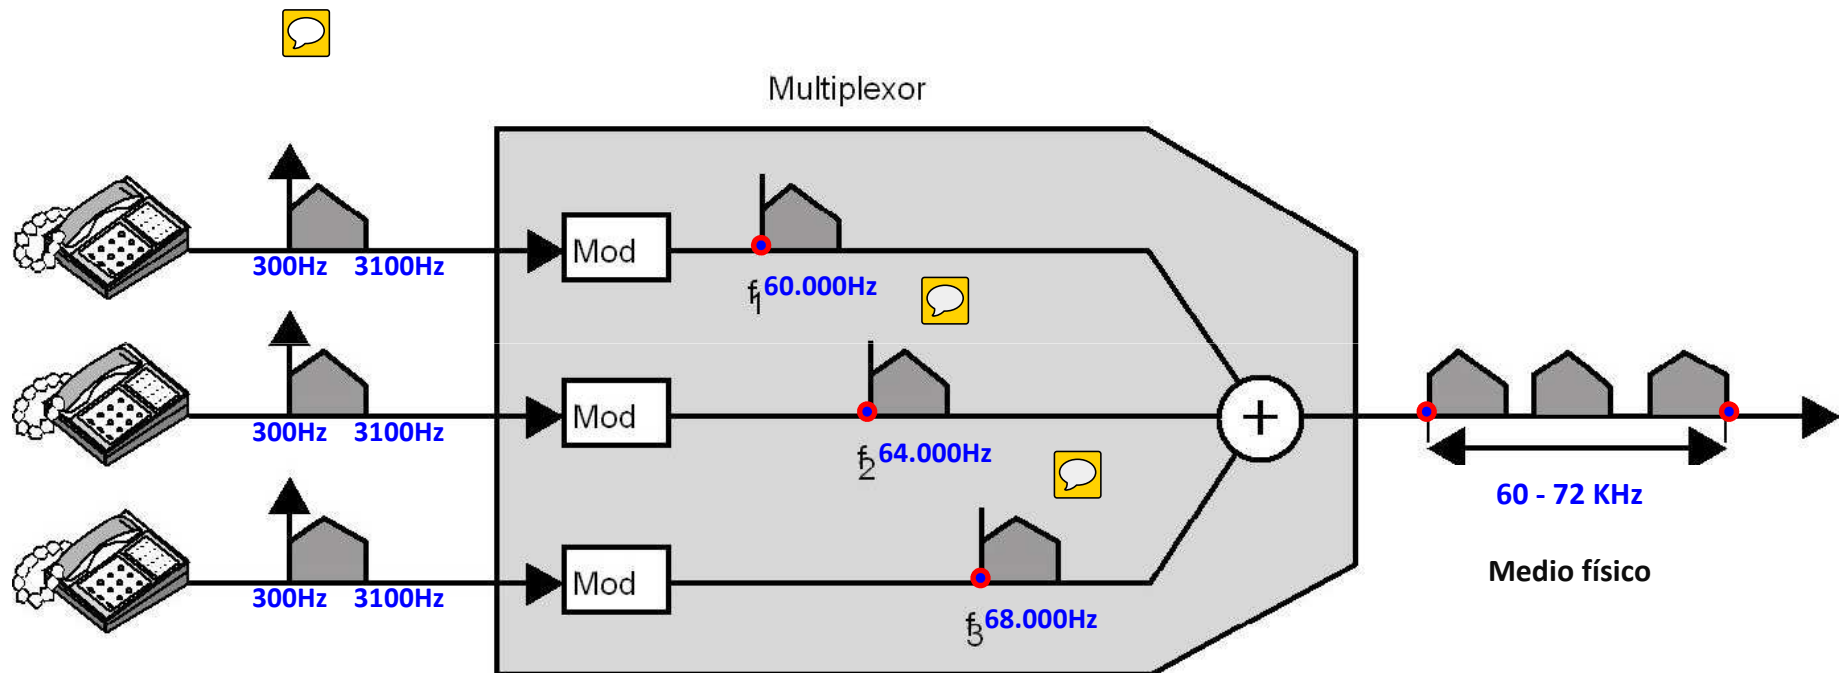 Multiplexor
300Hz 3100Hz
Mod
f1 60.000Hz
300Hz 3100Hz
Mod
f2 64.000Hz
60 - 72 KHz
300Hz 3100Hz
Mod
f3 68.000Hz
Medio físico